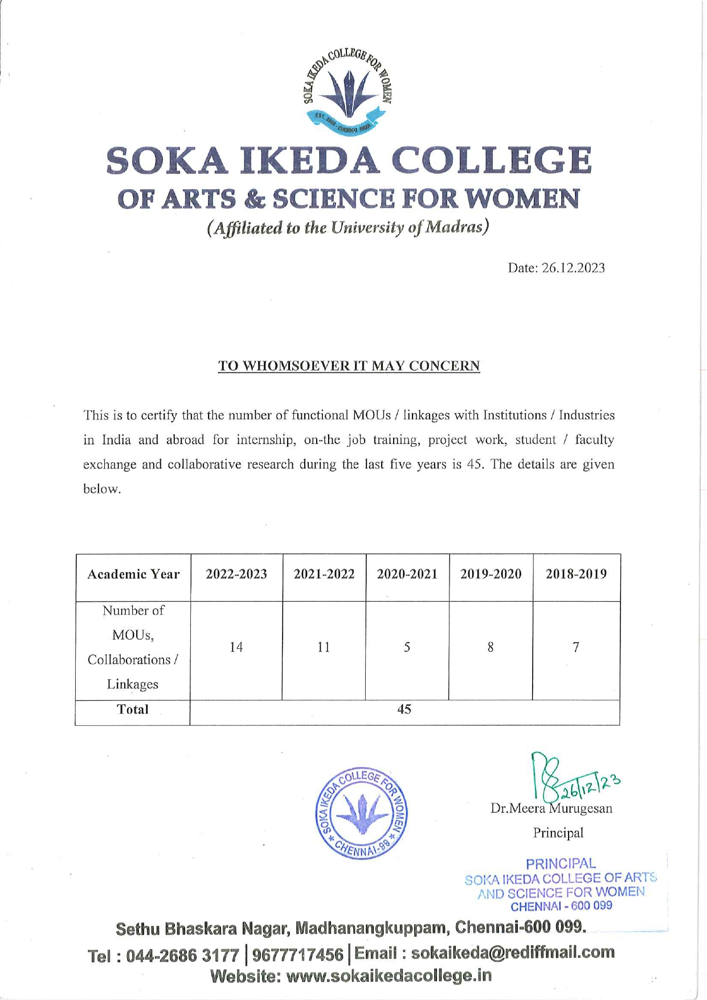 SOKA IKEDA COLLEGE FOR WOMEN
EST. 2000 - CHENNAI INDIA
SOKA IKEDA COLLEGE
OF ARTS & SCIENCE FOR WOMEN
(Affiliated to the University of Madras)
Date: 26.12.2023
TO WHOMSOEVER IT MAY CONCERN
This is to certify that the number of functional MOUs / linkages with Institutions / Industries
in India and abroad for internship, on-the job training, project work, student / faculty
exchange and collaborative research during the last five years is 45. The details are given
below.
Academic Year 2022-2023 2021-2022 2020-2021 2019-2020 2018-2019
Number of
MOUs,
Collaborations /
Linkages
14 11 5 8 7
Total 45
SOKA IKEDA COLLEGE FOR WOMEN
* CHENNAI-99 *
26/12/23
Dr.Meera Murugesan
Principal
PRINCIPAL
SOKA IKEDA COLLEGE OF ARTS
AND SCIENCE FOR WOMEN
CHENNAI - 600 099
Sethu Bhaskara Nagar, Madhanangkuppam, Chennai-600 099.
Tel : 044-2686 3177 | 9677717456 | Email : sokaikeda@rediffmail.com
Website: www.sokaikedacollege.in